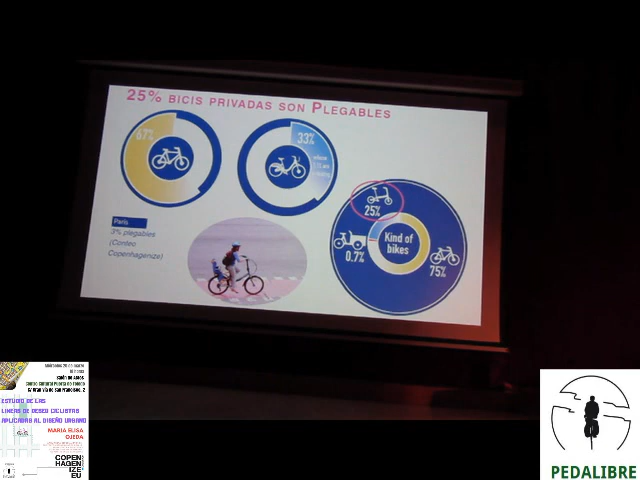 25% BICIS PRIVADAS SON PLEGABLES
67%
33%
25%
Kind of
bikes
0.7%
75%
Paris
3% plegables
(Conteo
Copenhagenize)
ESTUDIO DE LAS
LINEAS DE DESEO CICLISTAS
APLICADAS AL DISEÑO URBANO
MARIA ELISA
OJEDA
COPEN
HAGEN
IZE
EU
PEDALIBRE